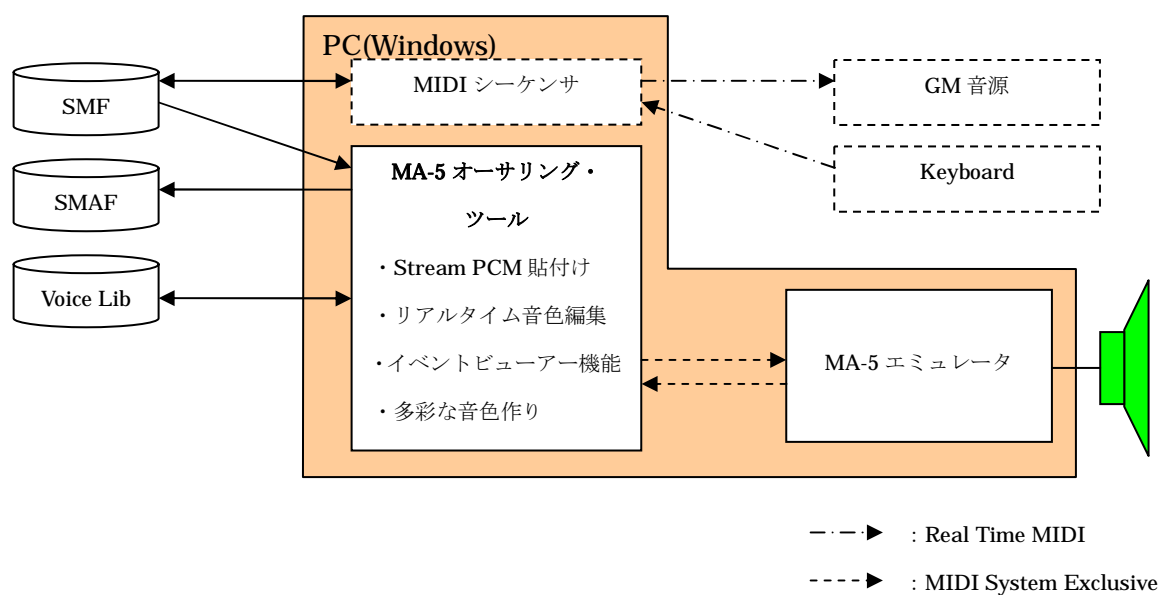 PC(Windows)
SMF
MIDI シーケンサ
GM 音源
SMAF
MA-5 オーサリング・
ツール
Keyboard
Voice Lib
・Stream PCM 貼付け
・リアルタイム音色編集
・イベントビューアー機能
・多彩な音色作り
MA-5 エミュレータ
: Real Time MIDI
: MIDI System Exclusive